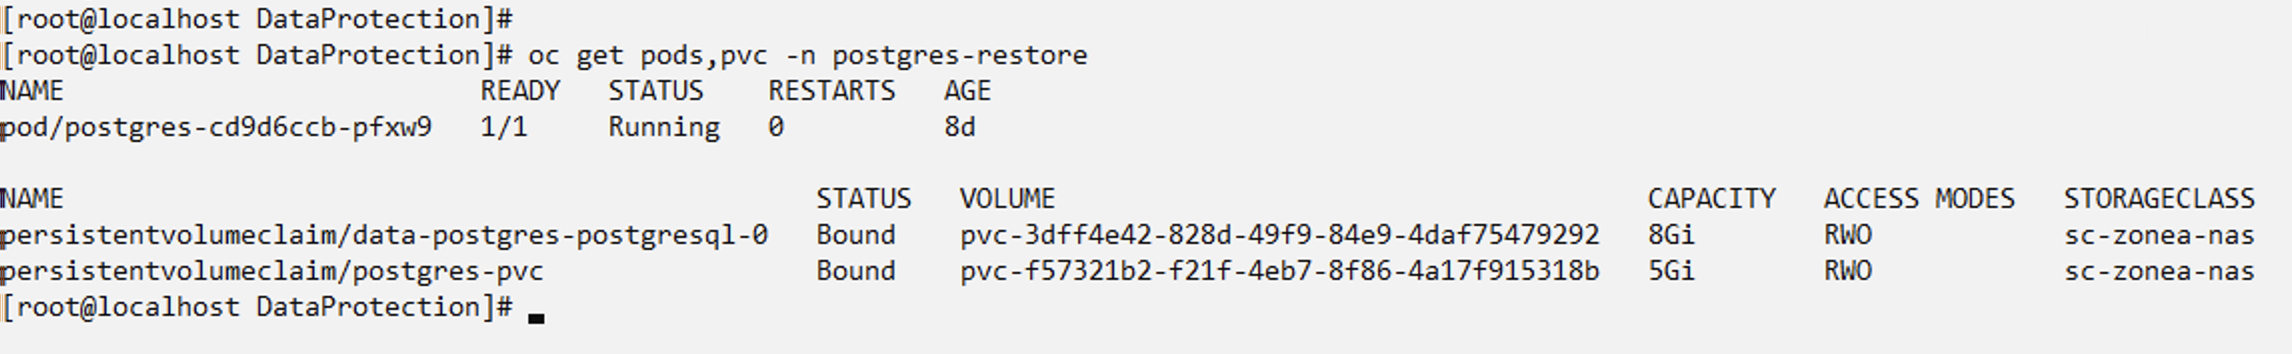 [root@localhost DataProtection]#
[root@localhost DataProtection]# oc get pods,pvc -n postgres-restore
NAME                          READY   STATUS    RESTARTS   AGE
pod/postgres-cd9d6ccb-pfxw9   1/1     Running   0          8d

NAME                                               STATUS   VOLUME                                     CAPACITY   ACCESS MODES   STORAGECLASS
persistentvolumeclaim/data-postgres-postgresql-0   Bound    pvc-3dff4e42-828d-49f9-84e9-4daf75479292   8Gi        RWO            sc-zonea-nas
persistentvolumeclaim/postgres-pvc                 Bound    pvc-f57321b2-f21f-4eb7-8f86-4a17f915318b   5Gi        RWO            sc-zonea-nas
[root@localhost DataProtection]#